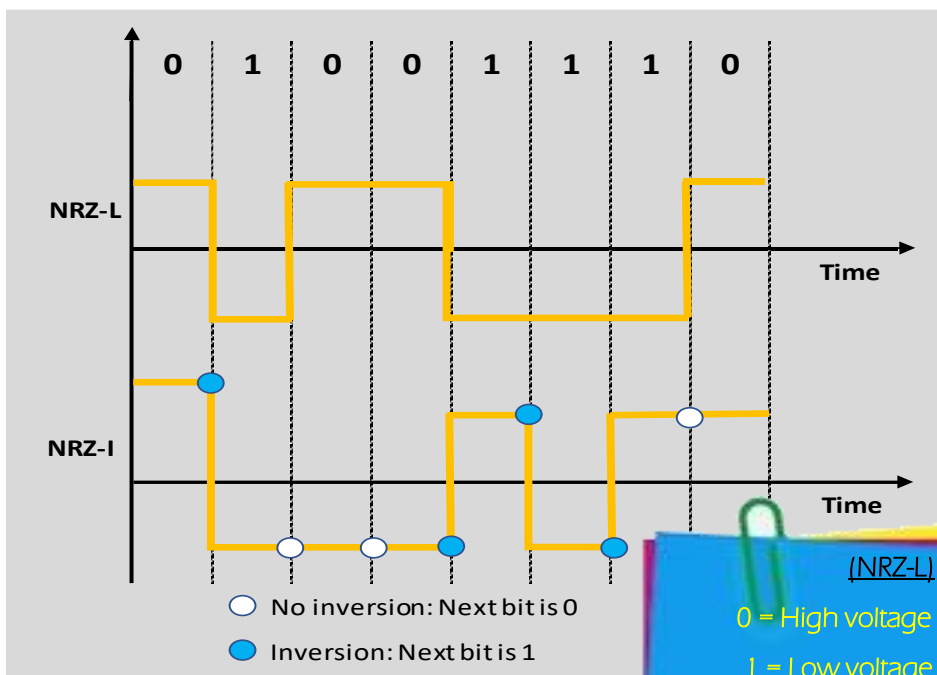 0 1 0 0 1 1 1 0
NRZ-L
Time
NRZ-I
Time
No inversion: Next bit is 0
Inversion: Next bit is 1
(NRZ-L)
0 = High voltage
1 = Low voltage